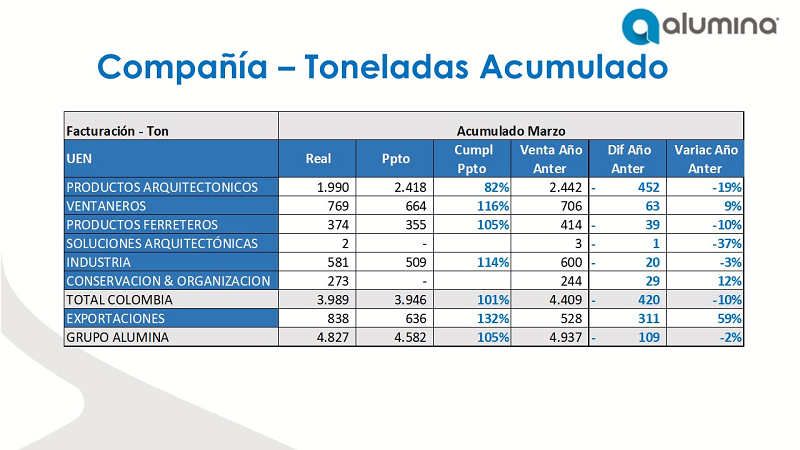 alumina
Compañía – Toneladas Acumulado
Facturación - Ton Acumulado Marzo
UEN Real Ppto Cumpl Ppto Venta Año Anter Dif Año Anter Variac Año Anter
PRODUCTOS ARQUITECTONICOS 1.990 2.418 82% 2.442 - 452 -19%
VENTANEROS 769 664 116% 706 63 9%
PRODUCTOS FERRETEROS 374 355 105% 414 - 39 -10%
SOLUCIONES ARQUITECTÓNICAS 2 - 3 - 1 -37%
INDUSTRIA 581 509 114% 600 - 20 -3%
CONSERVACION & ORGANIZACION 273 - 244 29 12%
TOTAL COLOMBIA 3.989 3.946 101% 4.409 - 420 -10%
EXPORTACIONES 838 636 132% 528 311 59%
GRUPO ALUMINA 4.827 4.582 105% 4.937 - 109 -2%